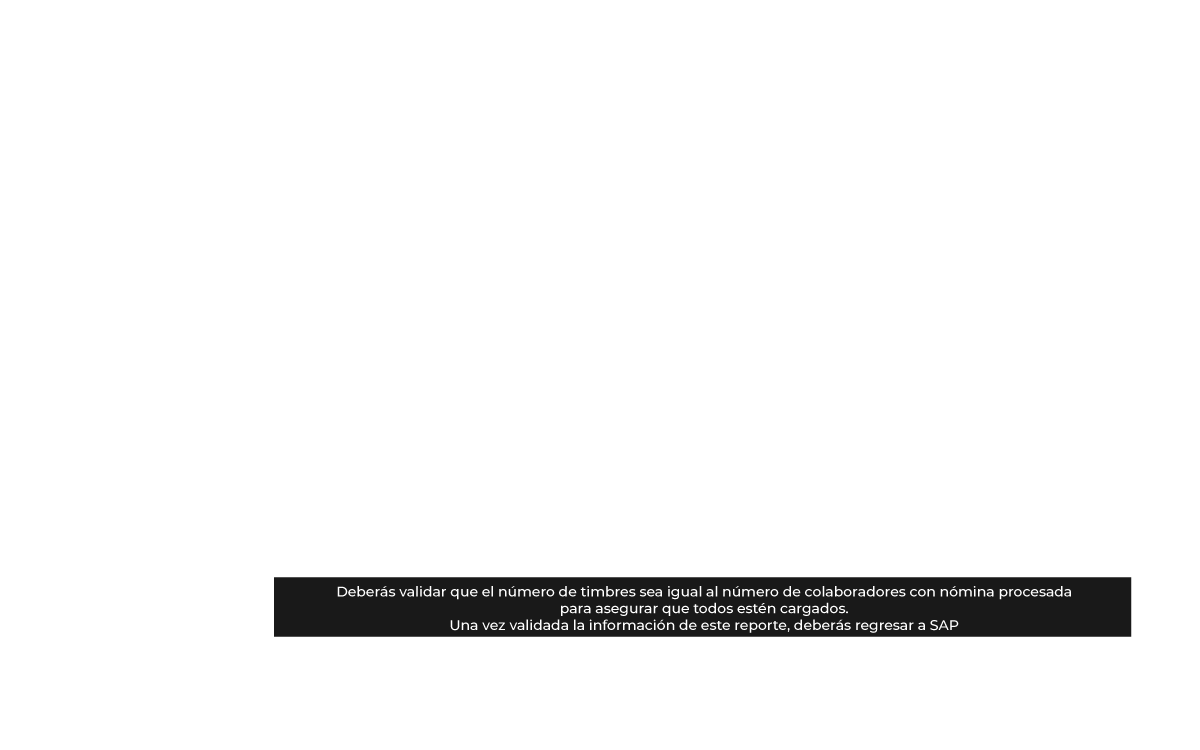 Deberás validar que el número de timbres sea igual al número de colaboradores con nómina procesada
para asegurar que todos estén cargados.
Una vez validada la información de este reporte, deberás regresar a SAP